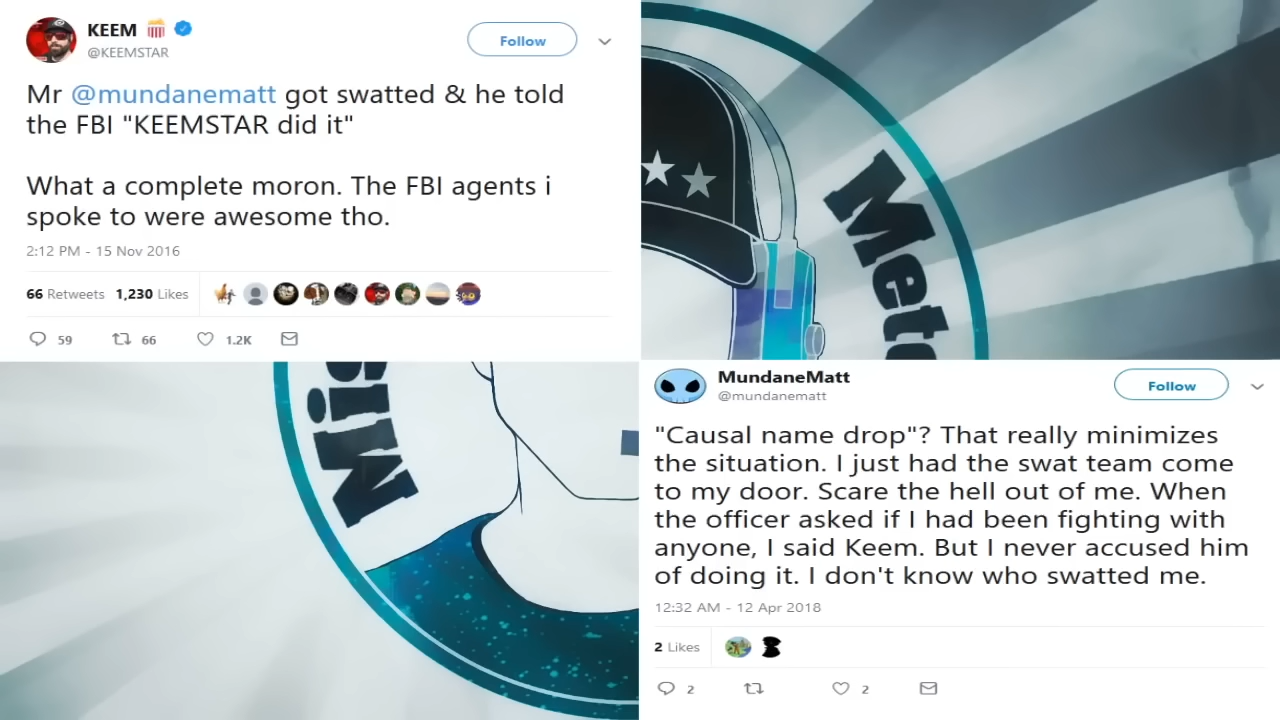 KEEM
@KEEMSTAR
Follow
Mr @mundanematt got swatted & he told
the FBI "KEEMSTAR did it"
What a complete moron. The FBI agents i
spoke to were awesome tho.
2:12 PM - 15 Nov 2016
66 Retweets 1,230 Likes
59 66 1.2K
MundaneMatt
@mundanematt
Follow
"Causal name drop"? That really minimizes
the situation. I just had the swat team come
to my door. Scare the hell out of me. When
the officer asked if I had been fighting with
anyone, I said Keem. But I never accused him
of doing it. I don't know who swatted me.
12:32 AM - 12 Apr 2018
2 Likes
2 2